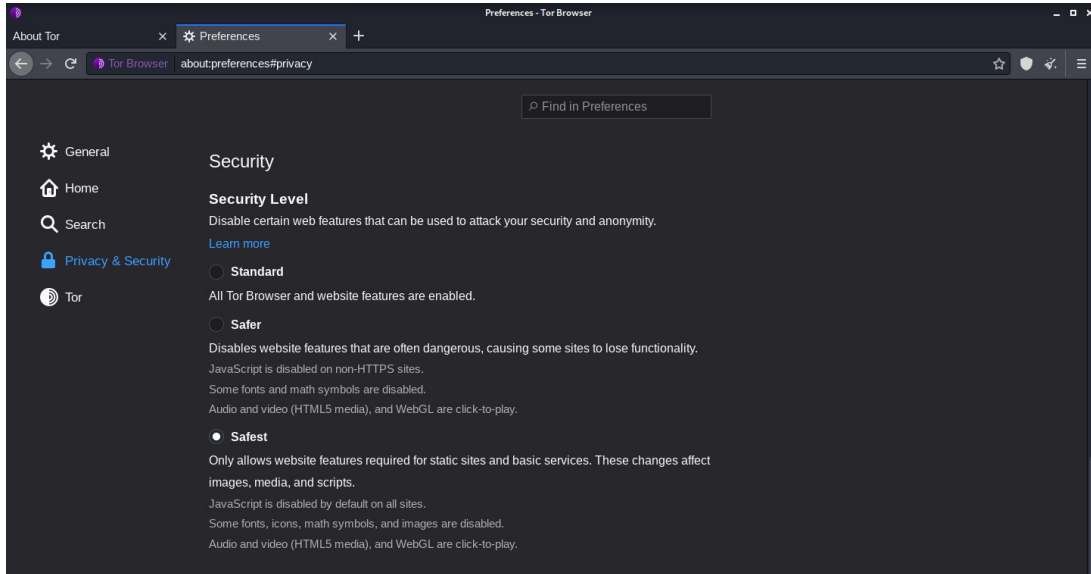 Preferences - Tor Browser
About Tor
Preferences
Tor Browser
about:preferences#privacy
Find in Preferences
General
Home
Search
Privacy & Security
Tor
Security
Security Level
Disable certain web features that can be used to attack your security and anonymity.
Learn more
Standard
All Tor Browser and website features are enabled.
Safer
Disables website features that are often dangerous, causing some sites to lose functionality.
JavaScript is disabled on non-HTTPS sites.
Some fonts and math symbols are disabled.
Audio and video (HTML5 media), and WebGL are click-to-play.
Safest
Only allows website features required for static sites and basic services. These changes affect
images, media, and scripts.
JavaScript is disabled by default on all sites.
Some fonts, icons, math symbols, and images are disabled.
Audio and video (HTML5 media), and WebGL are click-to-play.